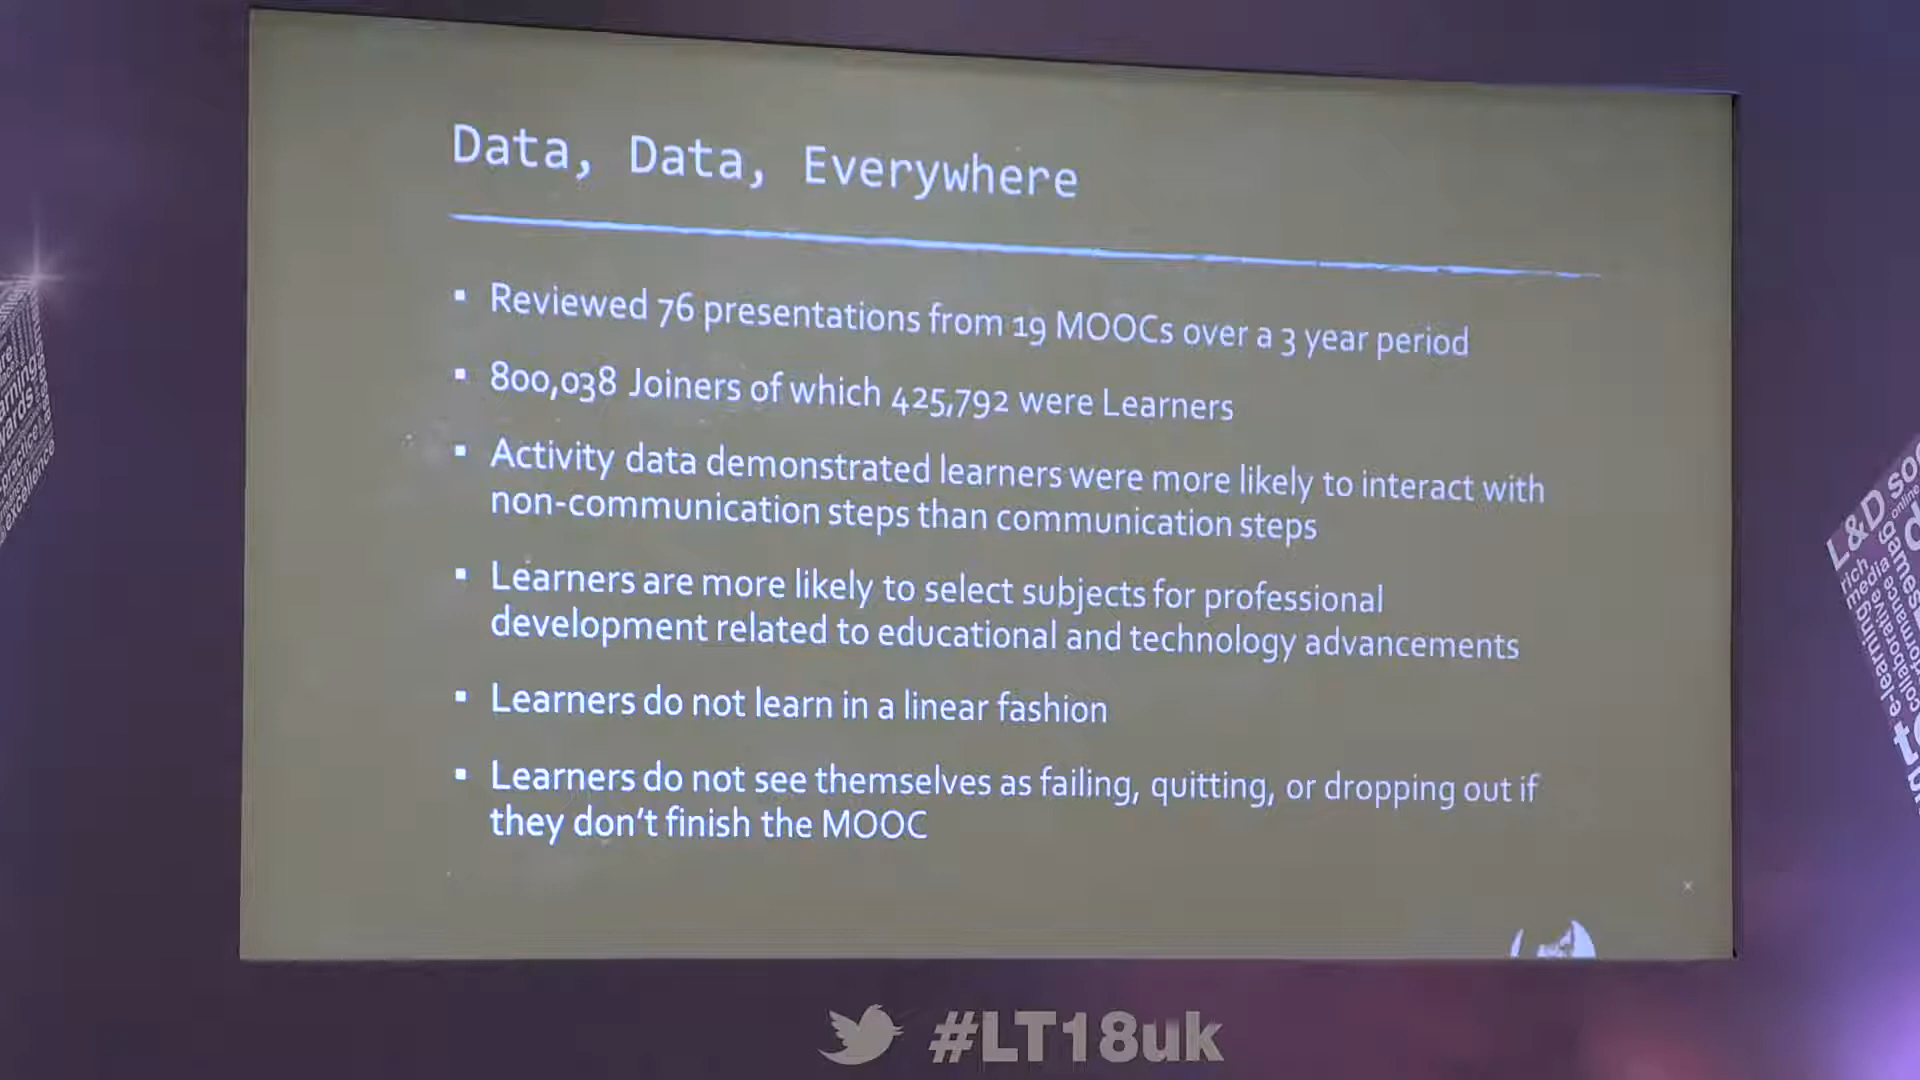 Data, Data, Everywhere
▪ Reviewed 76 presentations from 19 MOOCs over a 3 year period
▪ 800,038 Joiners of which 425,792 were Learners
▪ Activity data demonstrated learners were more likely to interact with
non-communication steps than communication steps
▪ Learners are more likely to select subjects for professional
development related to educational and technology advancements
▪ Learners do not learn in a linear fashion
▪ Learners do not see themselves as failing, quitting, or dropping out if
they don't finish the MOOC
#LT18uk
excellence
L&D
online
rich
media
games
elearning
collaborative